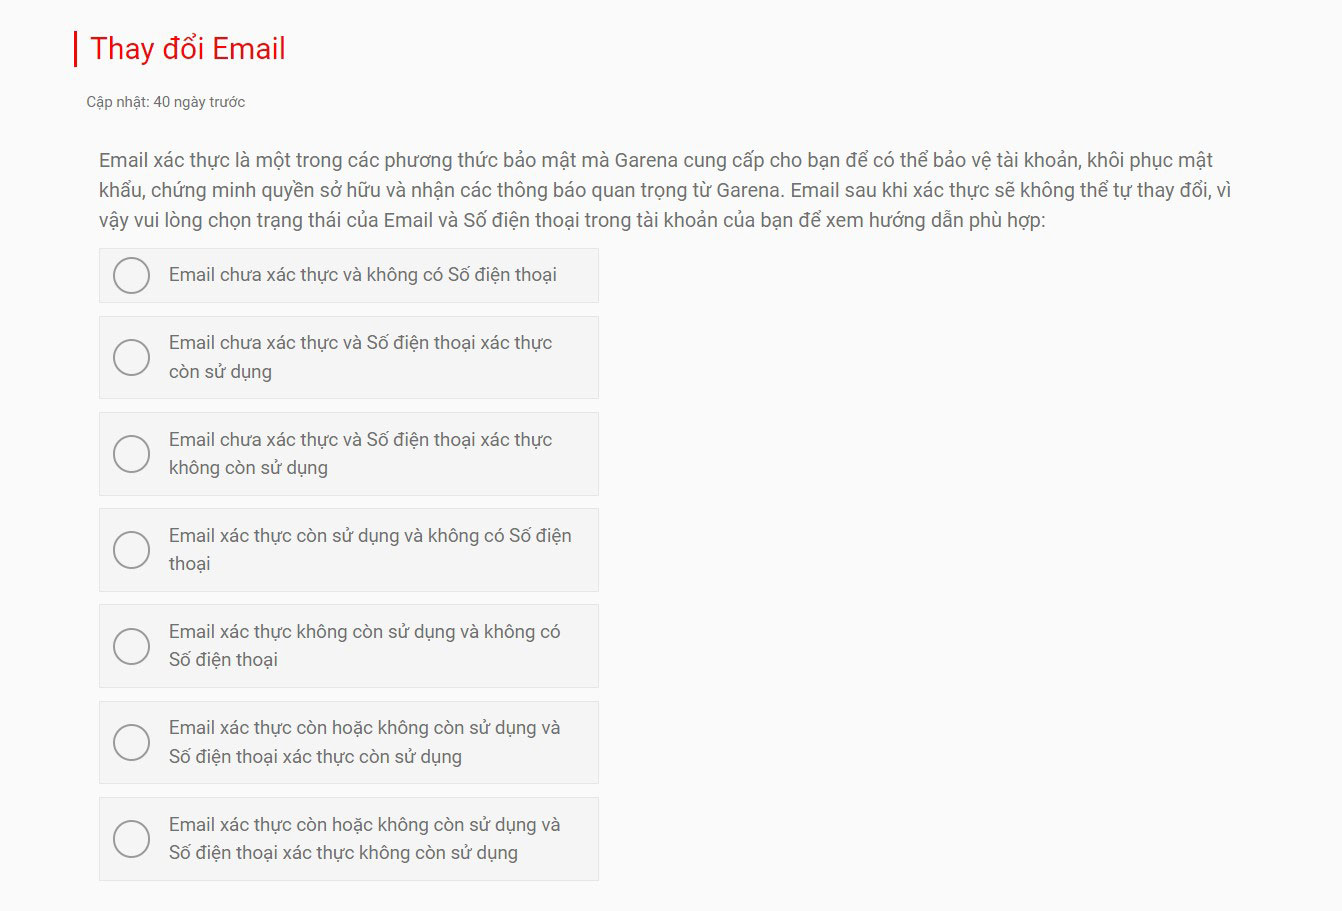 Thay đổi Email
Cập nhật: 40 ngày trước
Email xác thực là một trong các phương thức bảo mật mà Garena cung cấp cho bạn để có thể bảo vệ tài khoản, khôi phục mật
khẩu, chứng minh quyền sở hữu và nhận các thông báo quan trọng từ Garena. Email sau khi xác thực sẽ không thể tự thay đổi, vì
vậy vui lòng chọn trạng thái của Email và Số điện thoại trong tài khoản của bạn để xem hướng dẫn phù hợp:
Email chưa xác thực và không có Số điện thoại
Email chưa xác thực và Số điện thoại xác thực
còn sử dụng
Email chưa xác thực và Số điện thoại xác thực
không còn sử dụng
Email xác thực còn sử dụng và không có Số điện
thoại
Email xác thực không còn sử dụng và không có
Số điện thoại
Email xác thực còn hoặc không còn sử dụng và
Số điện thoại xác thực còn sử dụng
Email xác thực còn hoặc không còn sử dụng và
Số điện thoại xác thực không còn sử dụng